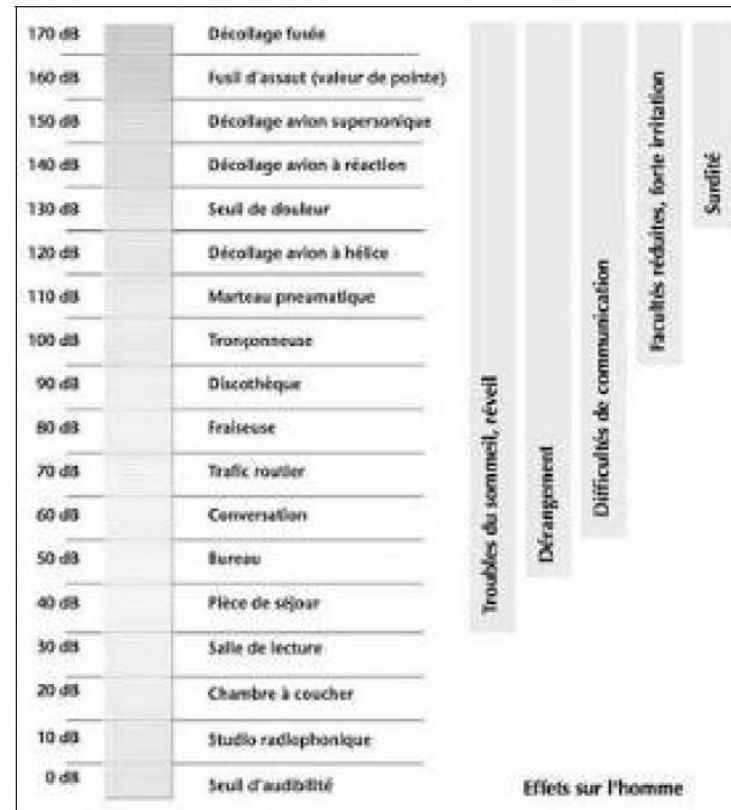 170 dB Décollage fusée
160 dB Fusil d'assaut (valeur de pointe)
150 dB Décollage avion supersonique
140 dB Décollage avion à réaction
130 dB Seuil de douleur
120 dB Décollage avion à hélice
110 dB Marteau pneumatique
100 dB Tronçonneuse
90 dB Discothèque
80 dB Fraiseuse
70 dB Trafic routier
60 dB Conversation
50 dB Bureau
40 dB Pièce de séjour
30 dB Salle de lecture
20 dB Chambre à coucher
10 dB Studio radiophonique
0 dB Seuil d'audibilité
Troubles du sommeil, réveil
Dérangement
Difficultés de communication
Facultés réduites, forte irritation
Surdité
Effets sur l'homme